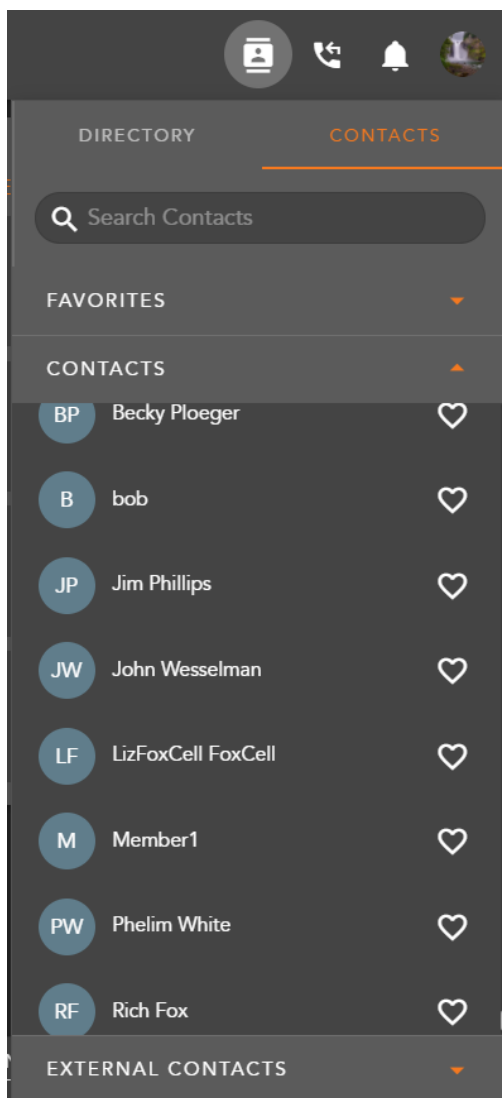 DIRECTORY CONTACTS
Search Contacts
FAVORITES
CONTACTS
BP Becky Ploeger
B bob
JP Jim Phillips
JW John Wesselman
LF LizFoxCell FoxCell
M Member1
PW Phelim White
RF Rich Fox
EXTERNAL CONTACTS